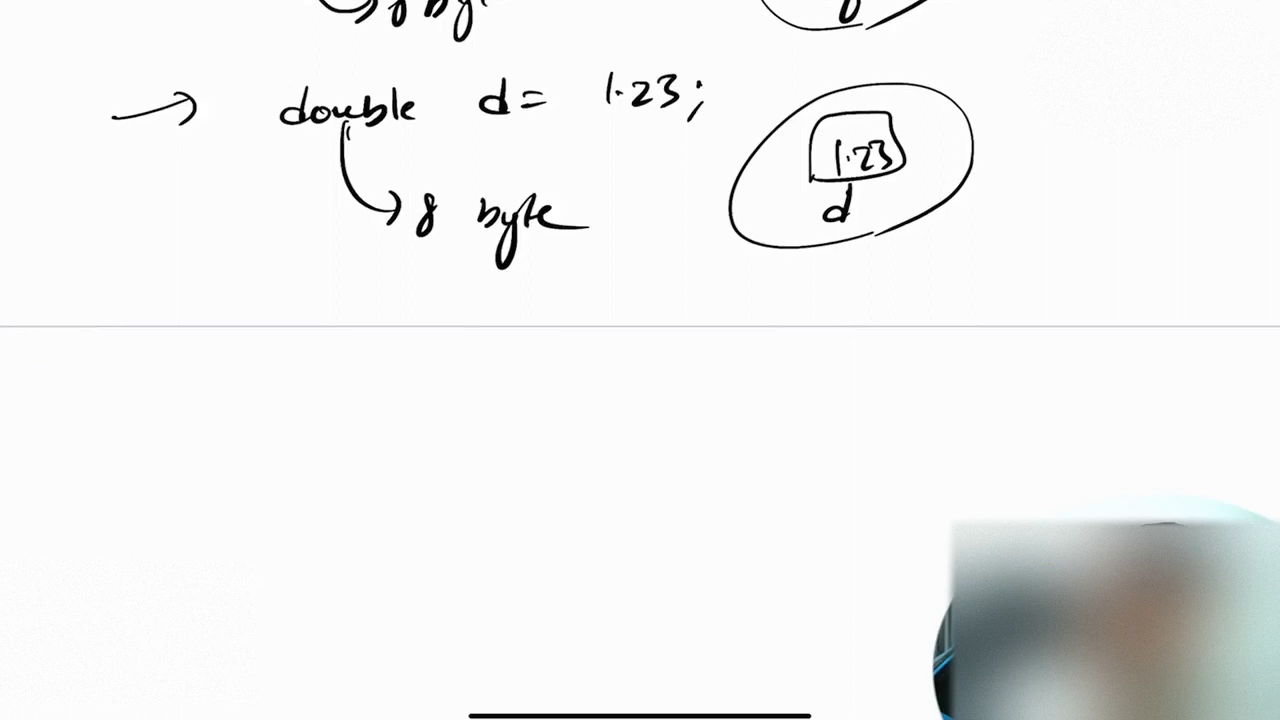 → double d = 1.23;
1.23
d
↳ 8 byte